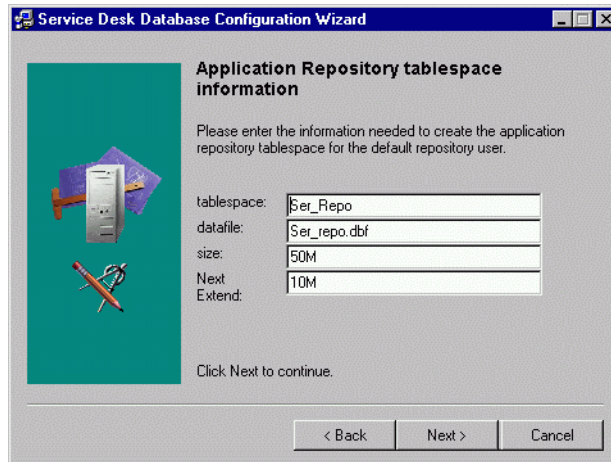 Service Desk Database Configuration Wizard
Application Repository tablespace
information
Please enter the information needed to create the application
repository tablespace for the default repository user.
tablespace: Ser_Repo
datafile: Ser_repo.dbf
size: 50M
Next
Extend: 10M
Click Next to continue.
< Back Next > Cancel